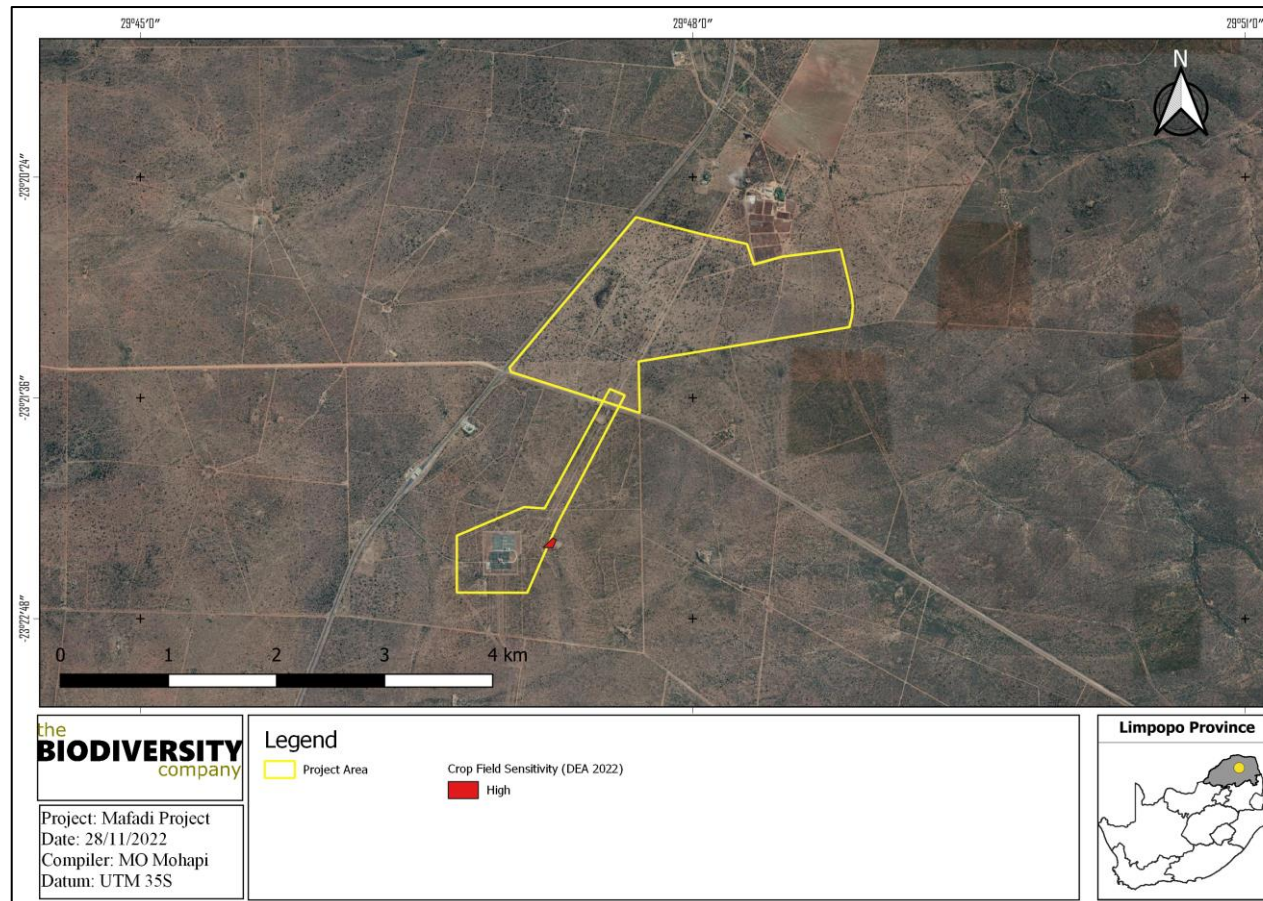 29°45'0"
29°48'0"
29°51'0"
-23°20'24"
-23°21'36"
-23°22'48"
N
0 1 2 3 4 km
the
BIODIVERSITY
company
Project: Mafadi Project
Date: 28/11/2022
Compiler: MO Mohapi
Datum: UTM 35S
Legend
Project Area
Crop Field Sensitivity (DEA 2022)
High
Limpopo Province